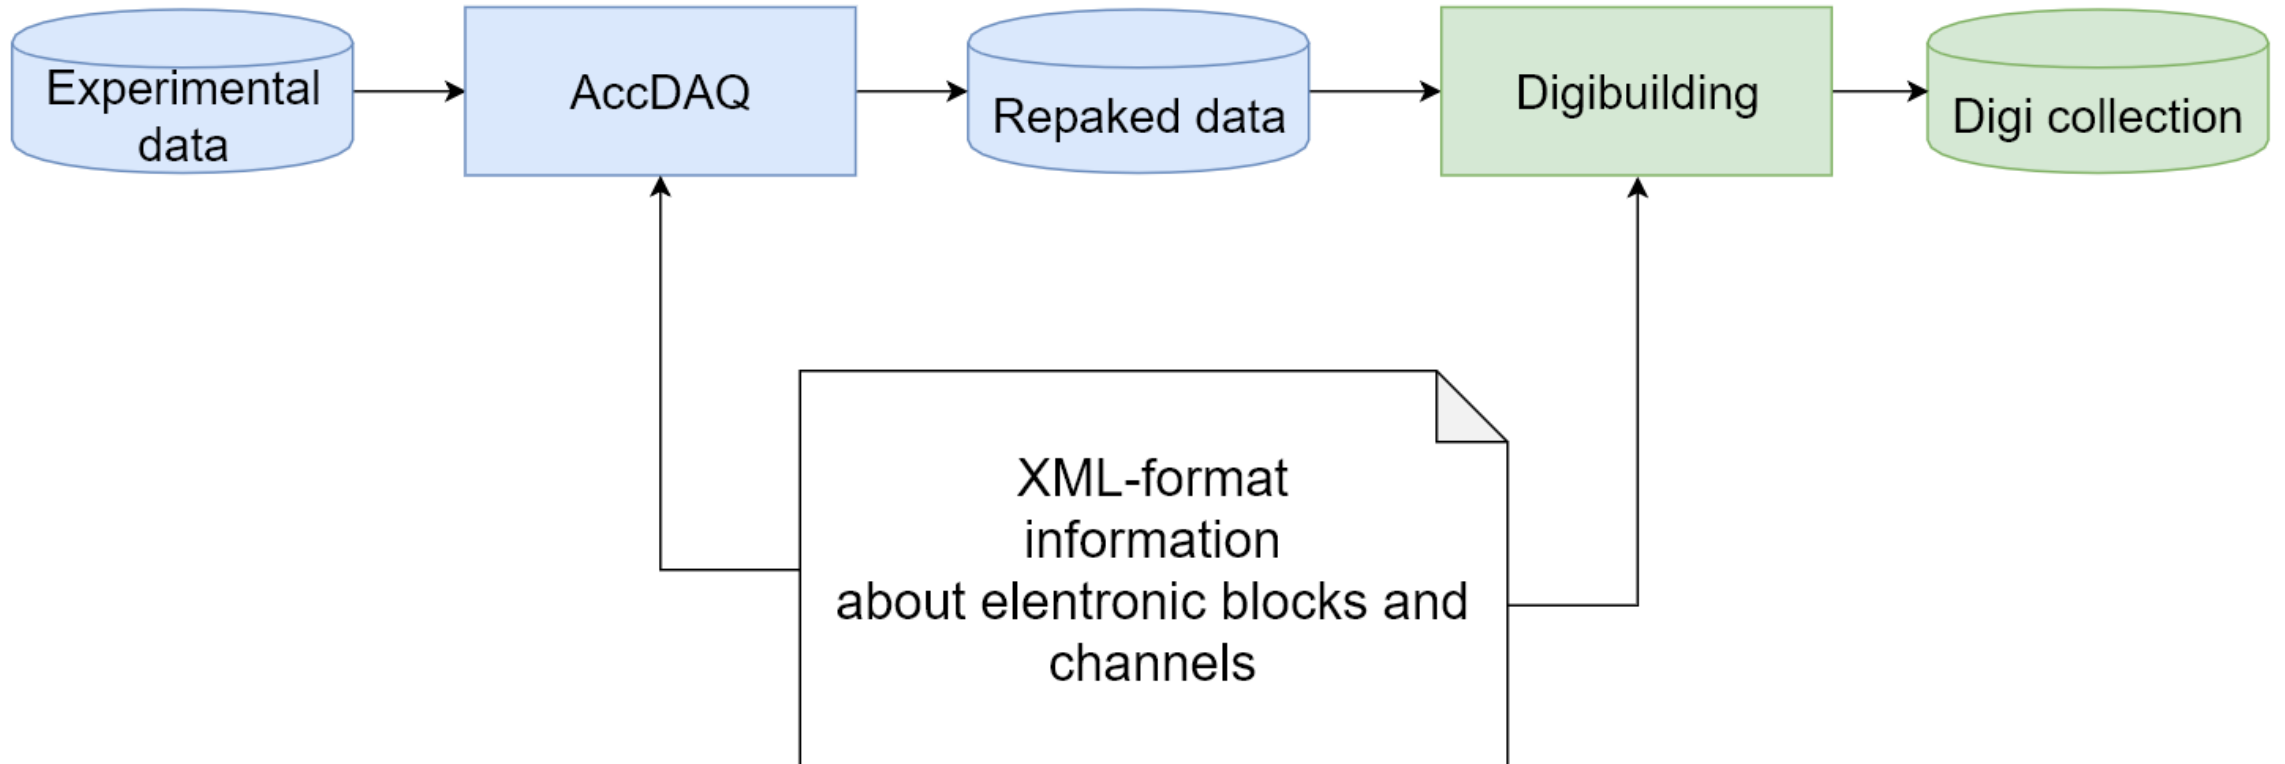 Experimental
data
AccDAQ
Repaked data
Digibuilding
Digi collection
XML-format
information
about elentronic blocks and
channels